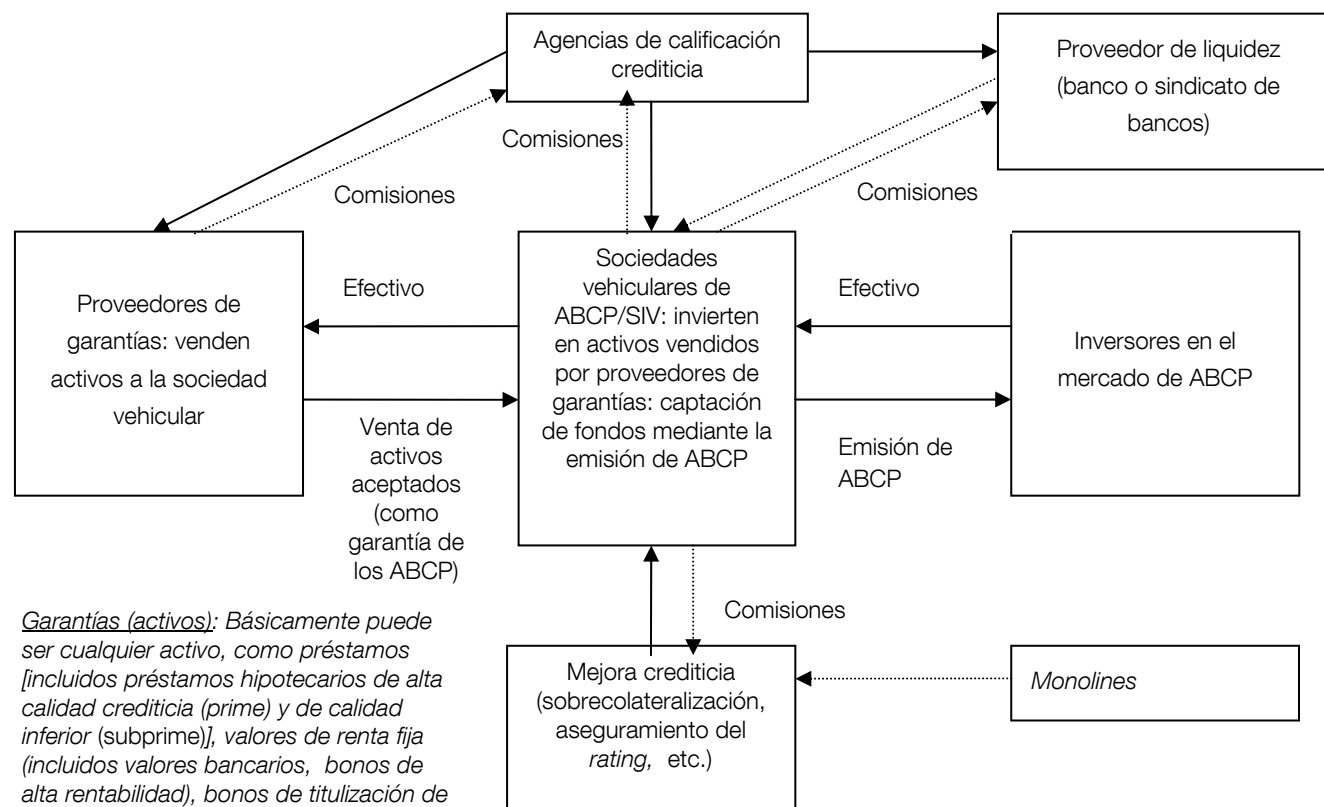 Agencias de calificación
crediticia
Proveedor de liquidez
(banco o sindicato de
bancos)
Comisiones
Comisiones
Comisiones
Proveedores de
garantías: venden
activos a la sociedad
vehicular
Efectivo
Venta de
activos
aceptados
(como
garantía de
los ABCP)
Sociedades
vehiculares de
ABCP/SIV: invierten
en activos vendidos
por proveedores de
garantías: captación
de fondos mediante la
emisión de ABCP
Efectivo
Emisión de
ABCP
Inversores en el
mercado de ABCP
Garantías (activos): Básicamente puede
ser cualquier activo, como préstamos
[incluidos préstamos hipotecarios de alta
calidad crediticia (prime) y de calidad
inferior (subprime)], valores de renta fija
(incluidos valores bancarios, bonos de
alta rentabilidad), bonos de titulización de
Comisiones
Mejora crediticia
(sobrecolateralización,
aseguramiento del
rating, etc.)
Monolines